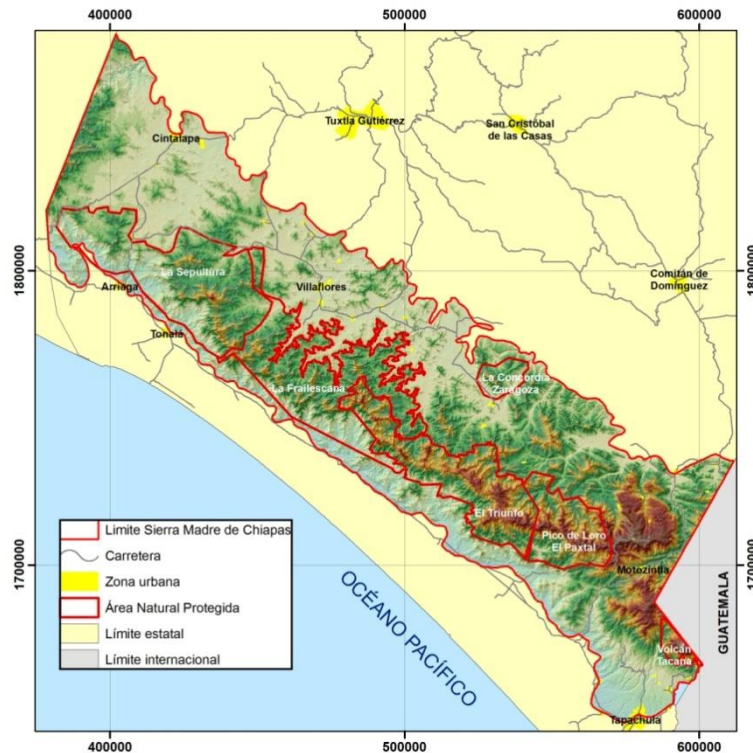 400000
500000
600000
Tuxtla Gutiérrez
San Cristóbal
de las Casas
Cintalapa
1800000
1800000
La Sepultura
Comitán de
Domínguez
Arriaga
Villaflores
Tonalá
La Concordia
Zaragoza
La Frailescana
El Triunfo
Pico de Loro
El Paxtal
Motozintla
1700000
1700000
Limite Sierra Madre de Chiapas
Carretera
Zona urbana
Área Natural Protegida
Límite estatal
Límite internacional
OCÉANO PACÍFICO
GUATEMALA
Volcán
Tacaná
Tapachula
400000
500000
600000